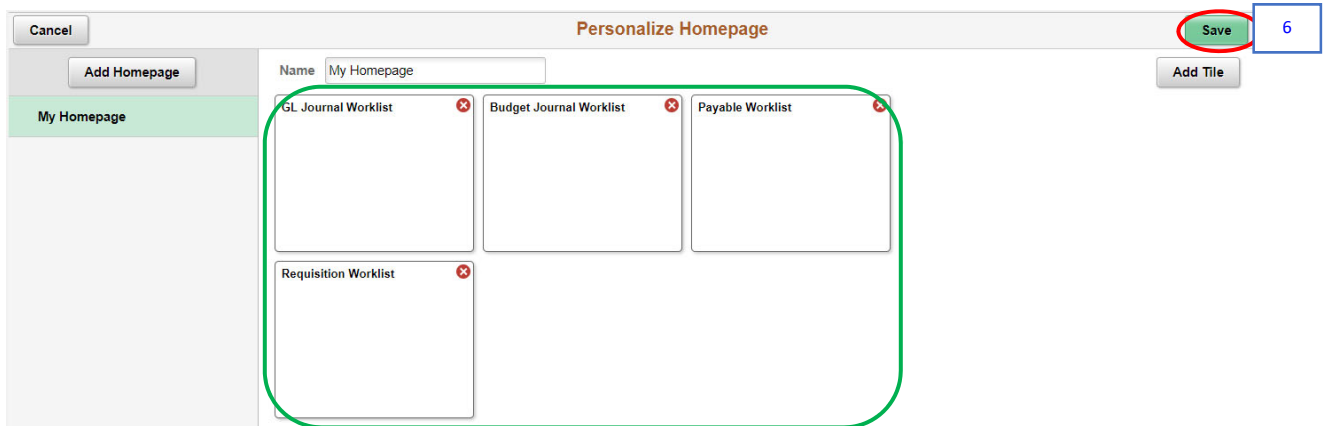 Cancel
Personalize Homepage
Save
6
Add Homepage
Name My Homepage
Add Tile
My Homepage
GL Journal Worklist
Budget Journal Worklist
Payable Worklist
Requisition Worklist